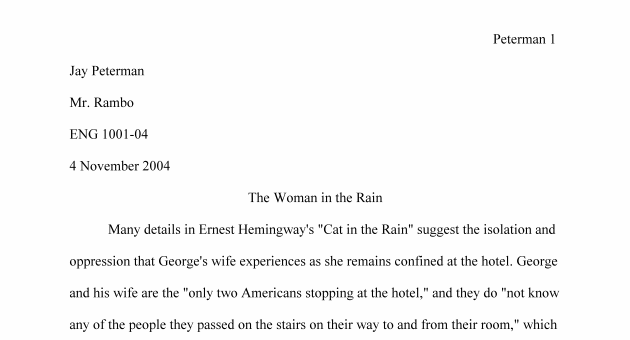 Peterman 1
Jay Peterman
Mr. Rambo
ENG 1001-04
4 November 2004
The Woman in the Rain
Many details in Ernest Hemingway's "Cat in the Rain" suggest the isolation and
oppression that George's wife experiences as she remains confined at the hotel. George
and his wife are the "only two Americans stopping at the hotel," and they do "not know
any of the people they passed on the stairs on their way to and from their room," which